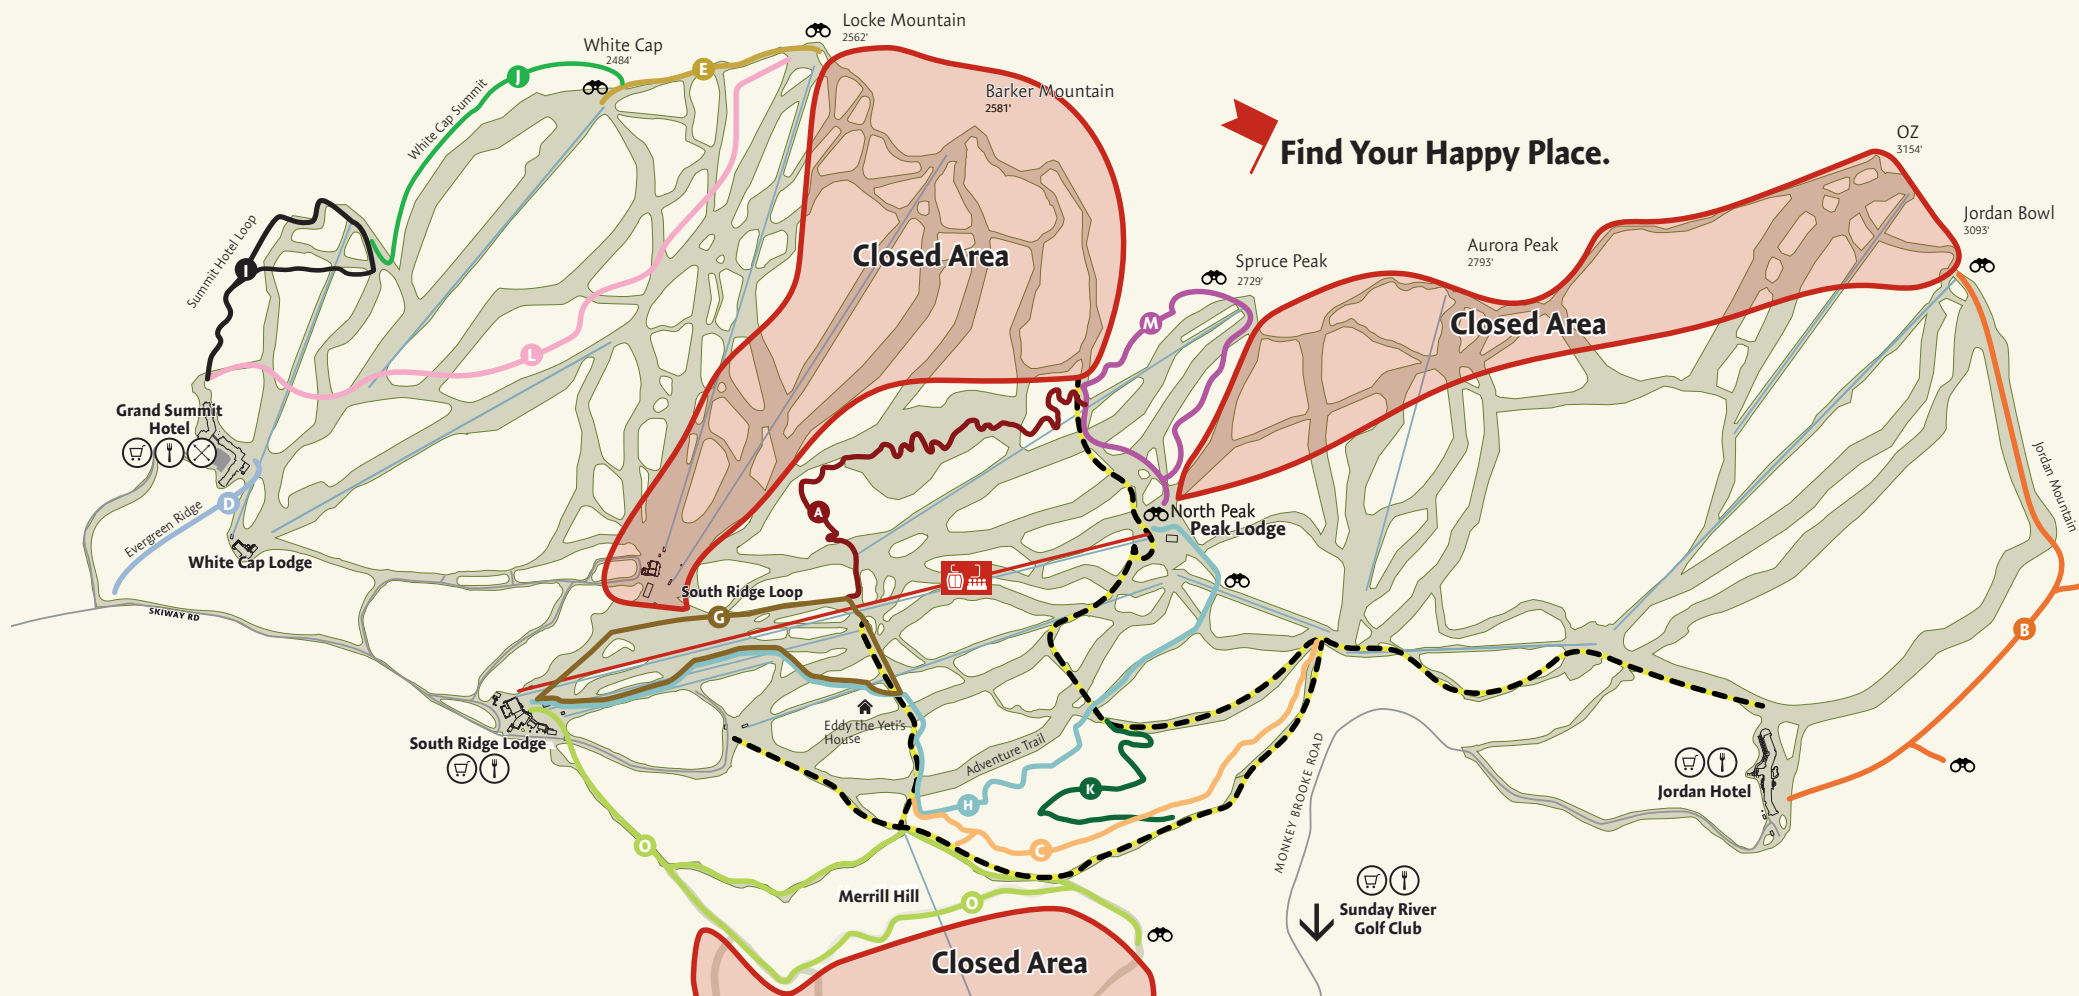 Locke Mountain
2562'
White Cap
2484'
E
J
White Cap Summit
Barker Mountain
2581'
Find Your Happy Place.
OZ
3154'
Jordan Bowl
3093'
Summit Hotel Loop
I
Closed Area
Spruce Peak
2729'
Aurora Peak
2793'
M
Closed Area
L
Grand Summit
Hotel
D
Evergreen Ridge
White Cap Lodge
A
North Peak
Peak Lodge
Jordan Mountain
SKIWAY RD
South Ridge Loop
G
B
South Ridge Lodge
Eddy the Yeti's
House
Adventure Trail
H
K
C
O
MONKEY BROOKE ROAD
Jordan Hotel
Merrill Hill
O
Sunday River
Golf Club
Closed Area